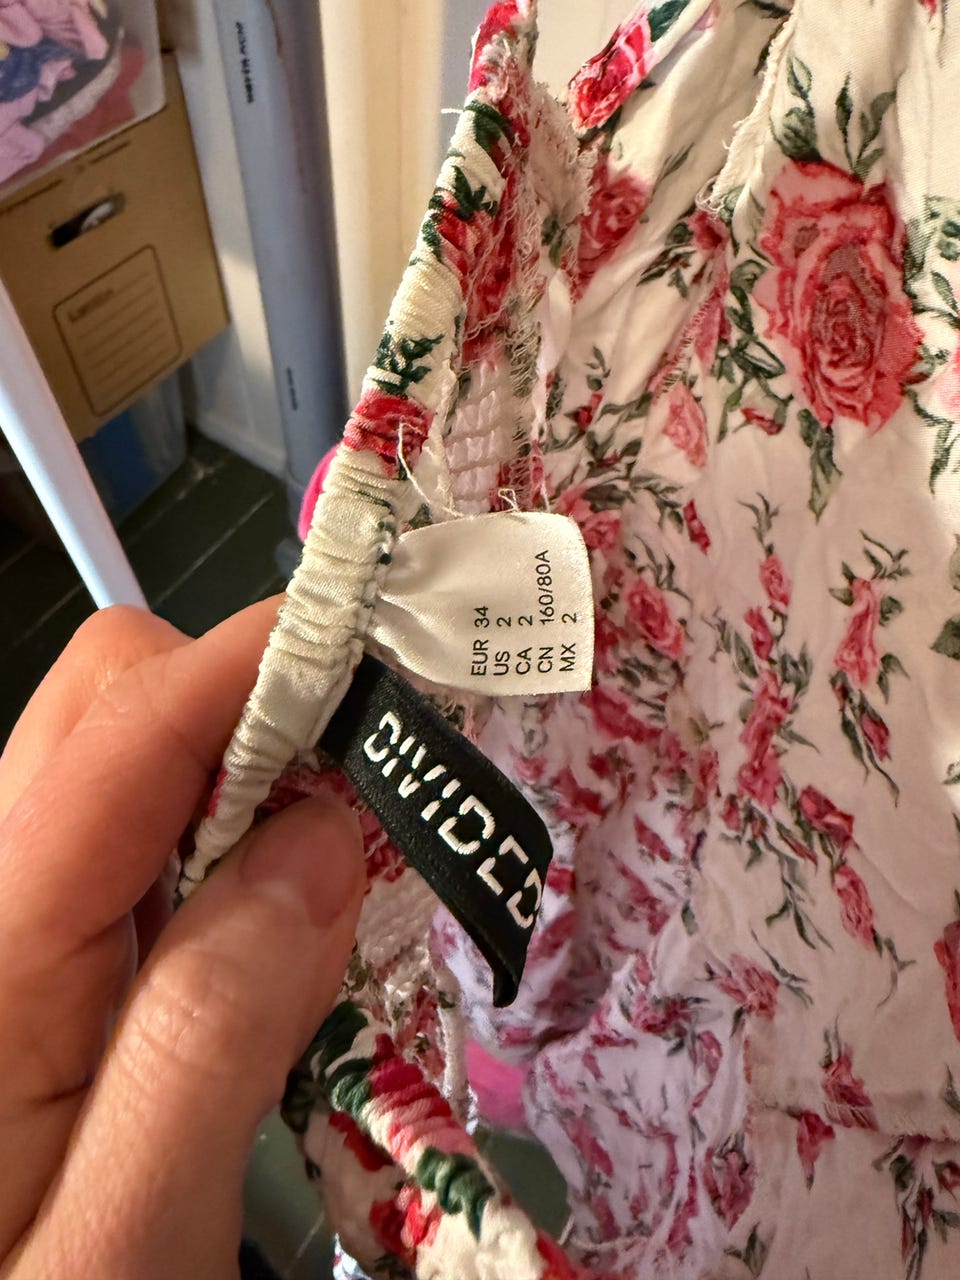 EUR 34
US 2
CA 2
CN 160/80A
MX 2
DIVIDED